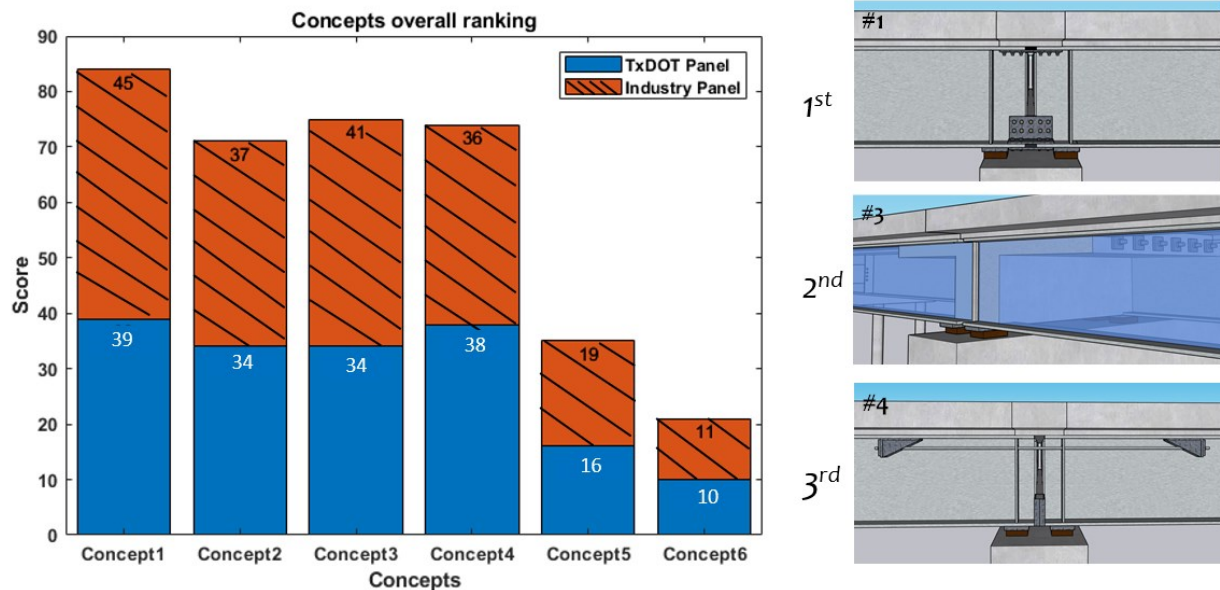 Concepts overall ranking
90
80
70
60
50
40
30
20
10
0
Score
TxDOT Panel
Industry Panel
45
37
41
36
19
11
39
34
34
38
16
10
Concept1 Concept2 Concept3 Concept4 Concept5 Concept6
Concepts
#1
1st
#3
2nd
#4
3rd